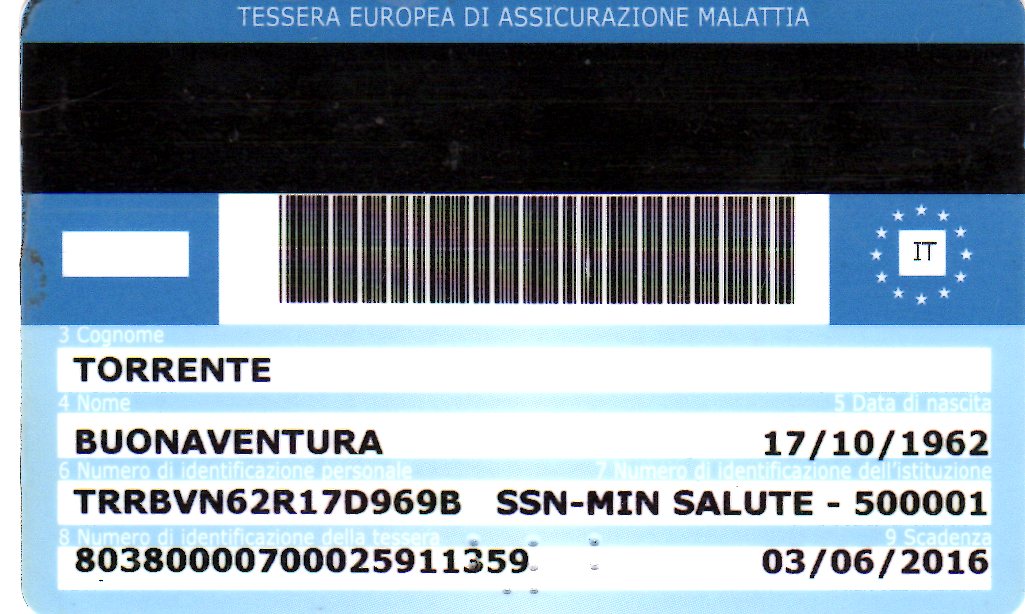 TESSERA EUROPEA DI ASSICURAZIONE MALATTIA
IT
3 Cognome
TORRENTE
4 Nome 5 Data di nascita
BUONAVENTURA 17/10/1962
6 Numero di identificazione personale 7 Numero di identificazione dell'istituzione
TRRBVN62R17D969B SSN-MIN SALUTE - 500001
8 Numero di identificazione della tessera 9 Scadenza
80380000700025911359 03/06/2016